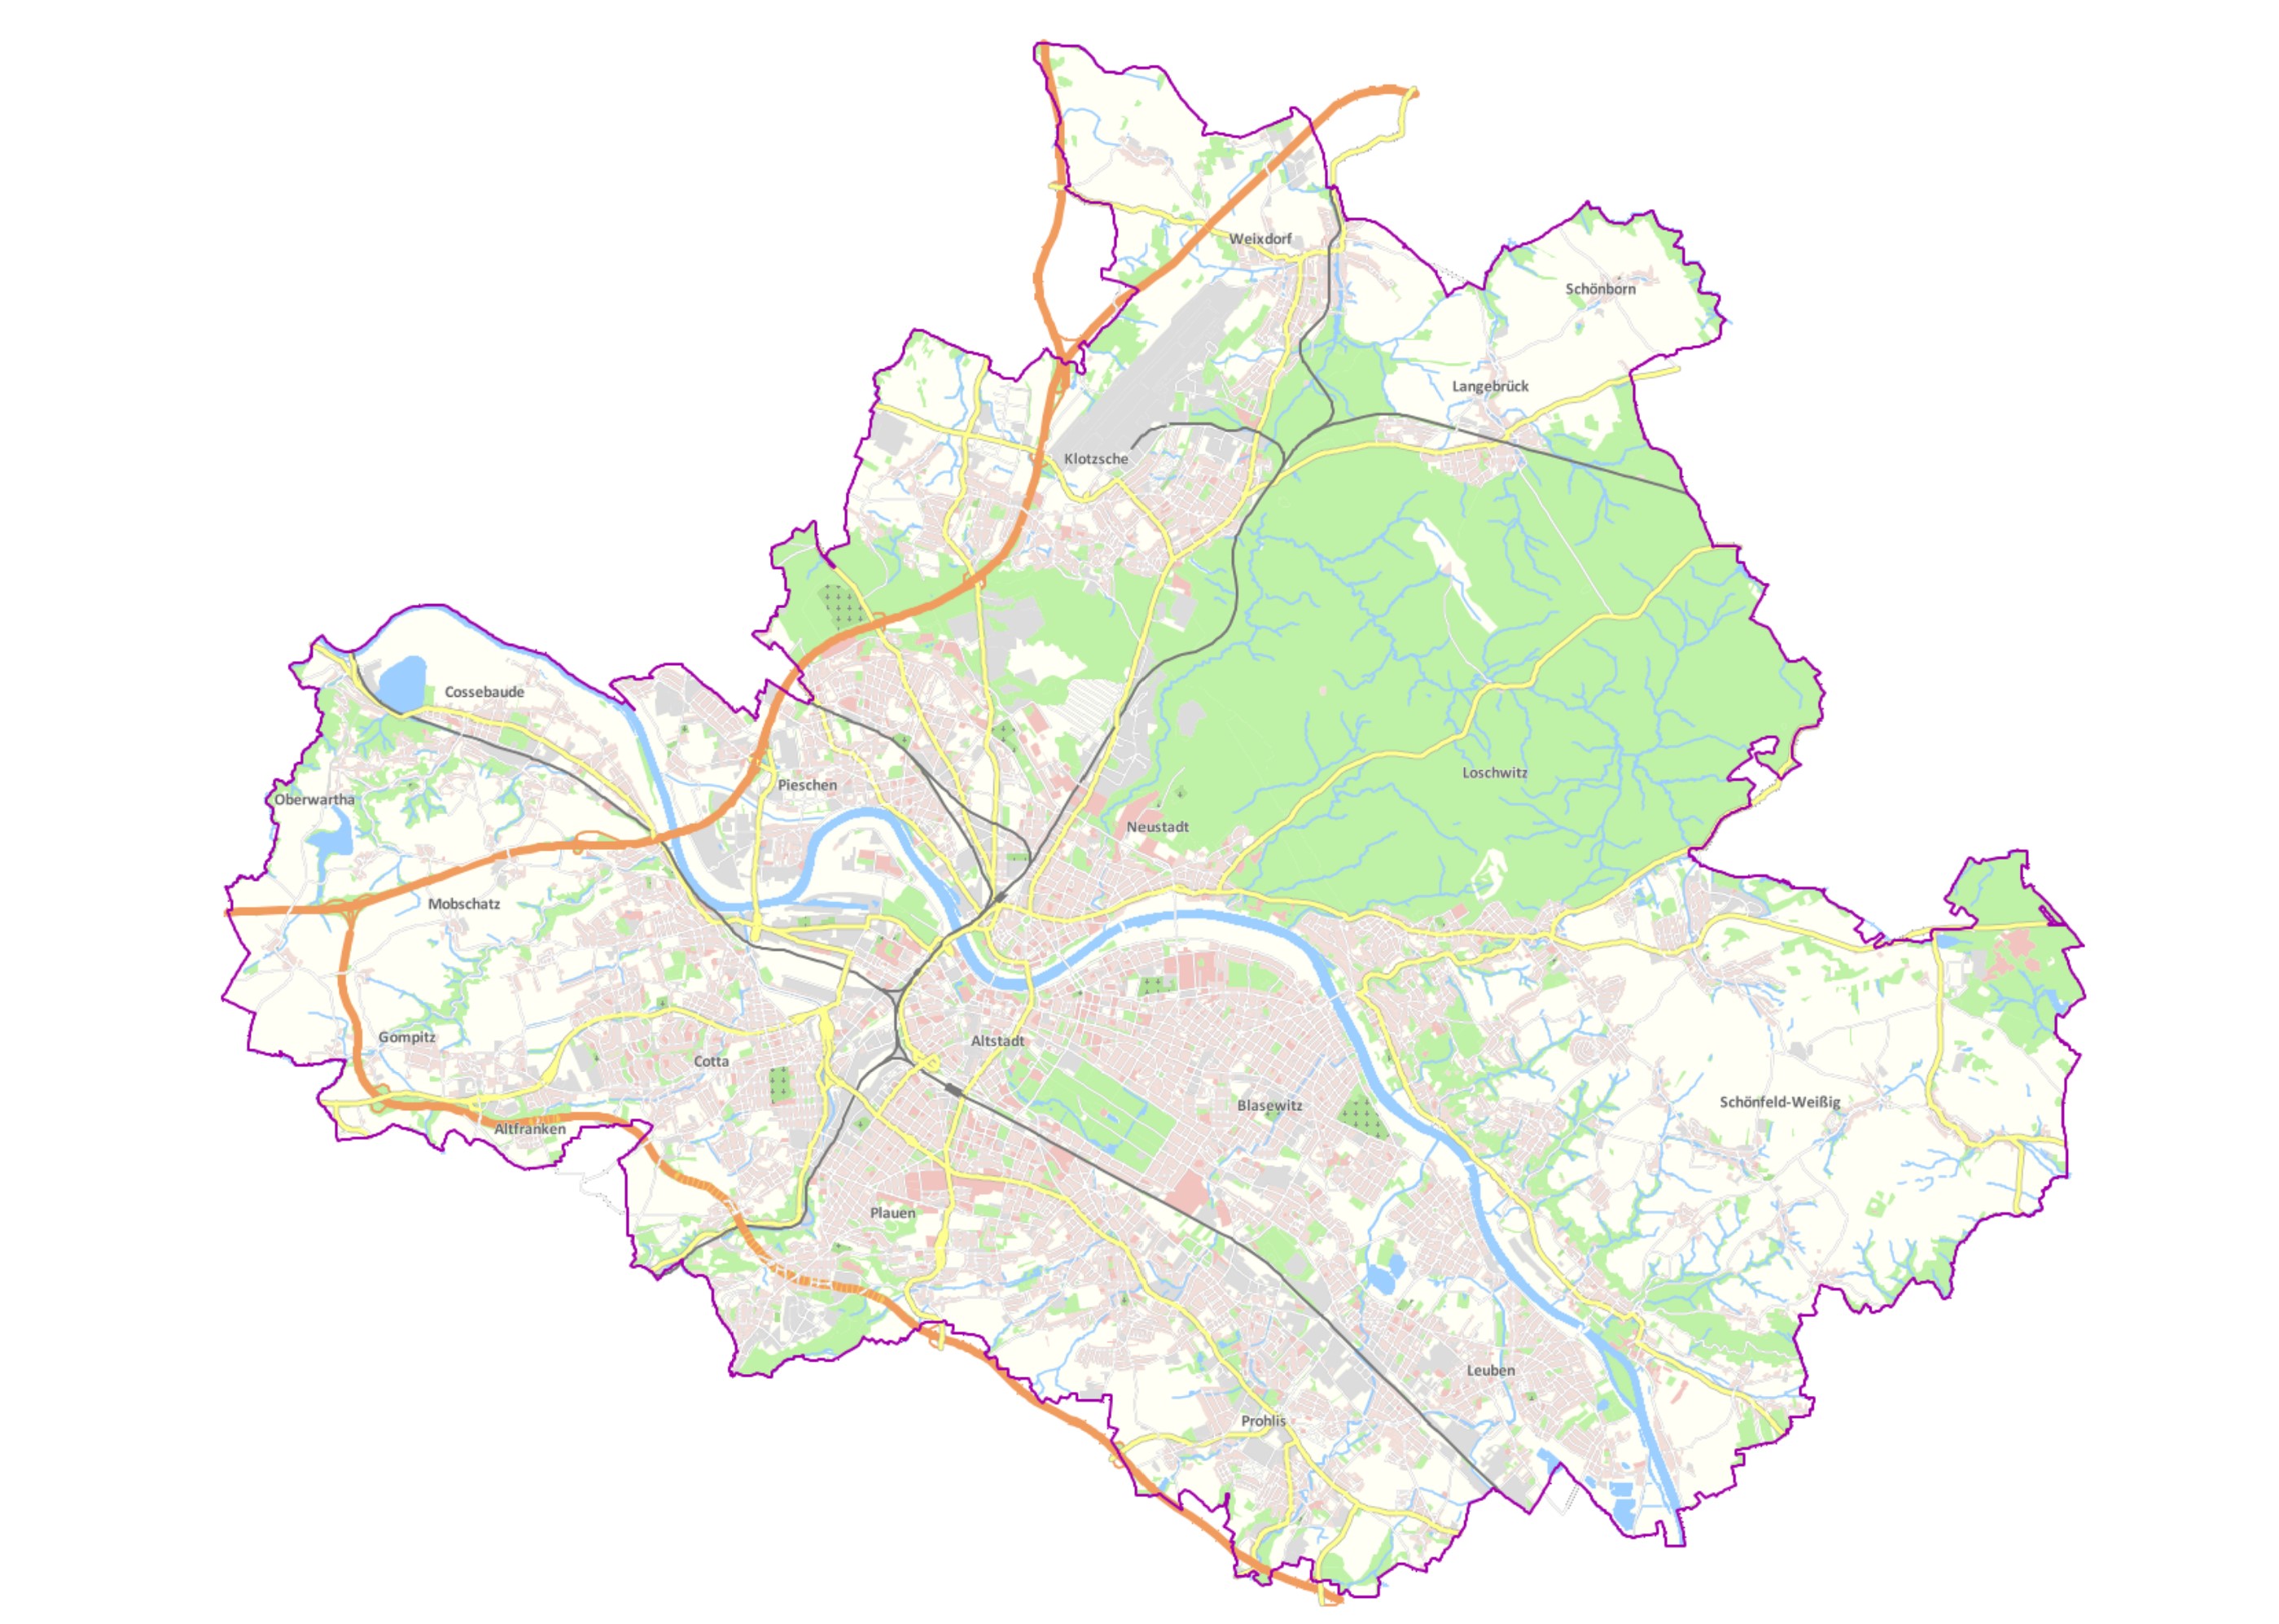 Weixdorf
Schönborn
Langebrück
Klotzsche
Cossebaude
Loschwitz
Pieschen
Oberwartha
Neustadt
Mobschatz
Gompitz
Altstadt
Cotta
Schönfeld-Weißig
Blasewitz
Altfranken
Plauen
Leuben
Prohlis